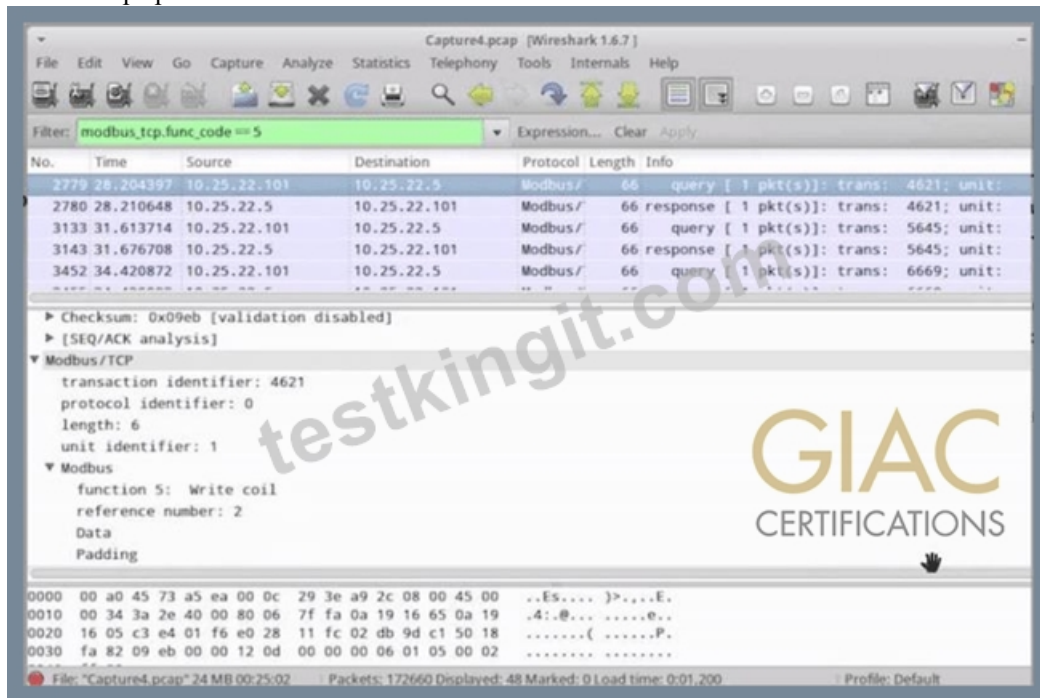 Capture4.pcap [Wireshark 1.6.7 ]
File Edit View Go Capture Analyze Statistics Telephony Tools Internals Help
Filter: modbus_tcp.func_code == 5 Expression... Clear Apply
No. Time Source Destination Protocol Length Info
2779 28.204397 10.25.22.101 10.25.22.5 Modbus/ 66 query [ 1 pkt(s)]: trans: 4621; unit:
2780 28.210648 10.25.22.5 10.25.22.101 Modbus/ 66 response [ 1 pkt(s)]: trans: 4621; unit:
3133 31.613714 10.25.22.101 10.25.22.5 Modbus/ 66 query [ 1 pkt(s)]: trans: 5645; unit:
3143 31.676708 10.25.22.5 10.25.22.101 Modbus/ 66 response [ 1 pkt(s)]: trans: 5645; unit:
3452 34.420872 10.25.22.101 10.25.22.5 Modbus/ 66 query [ 1 pkt(s)]: trans: 6669; unit:
Checksum: 0x09eb [validation disabled]
[SEQ/ACK analysis]
Modbus/TCP
transaction identifier: 4621
protocol identifier: 0
length: 6
unit identifier: 1
Modbus
function 5: Write coil
reference number: 2
Data
Padding
testkingit.com
GIAC
CERTIFICATIONS
0000 00 a0 45 73 a5 ea 00 0c 29 3e a9 2c 08 00 45 00 ..Es.... )>.,..E.
0010 00 34 3a 2e 40 00 80 06 7f fa 0a 19 16 65 0a 19 .4:.@... .....e..
0020 16 05 c3 e4 01 f6 e0 28 11 fc 02 db 9d c1 50 18 .......( ......P.
0030 fa 82 09 eb 00 00 12 0d 00 00 00 06 01 05 00 02 ........ ........
File: "Capture4.pcap" 24 MB 00:25:02 Packets: 172660 Displayed: 48 Marked: 0 Load time: 0:01.200 Profile: Default